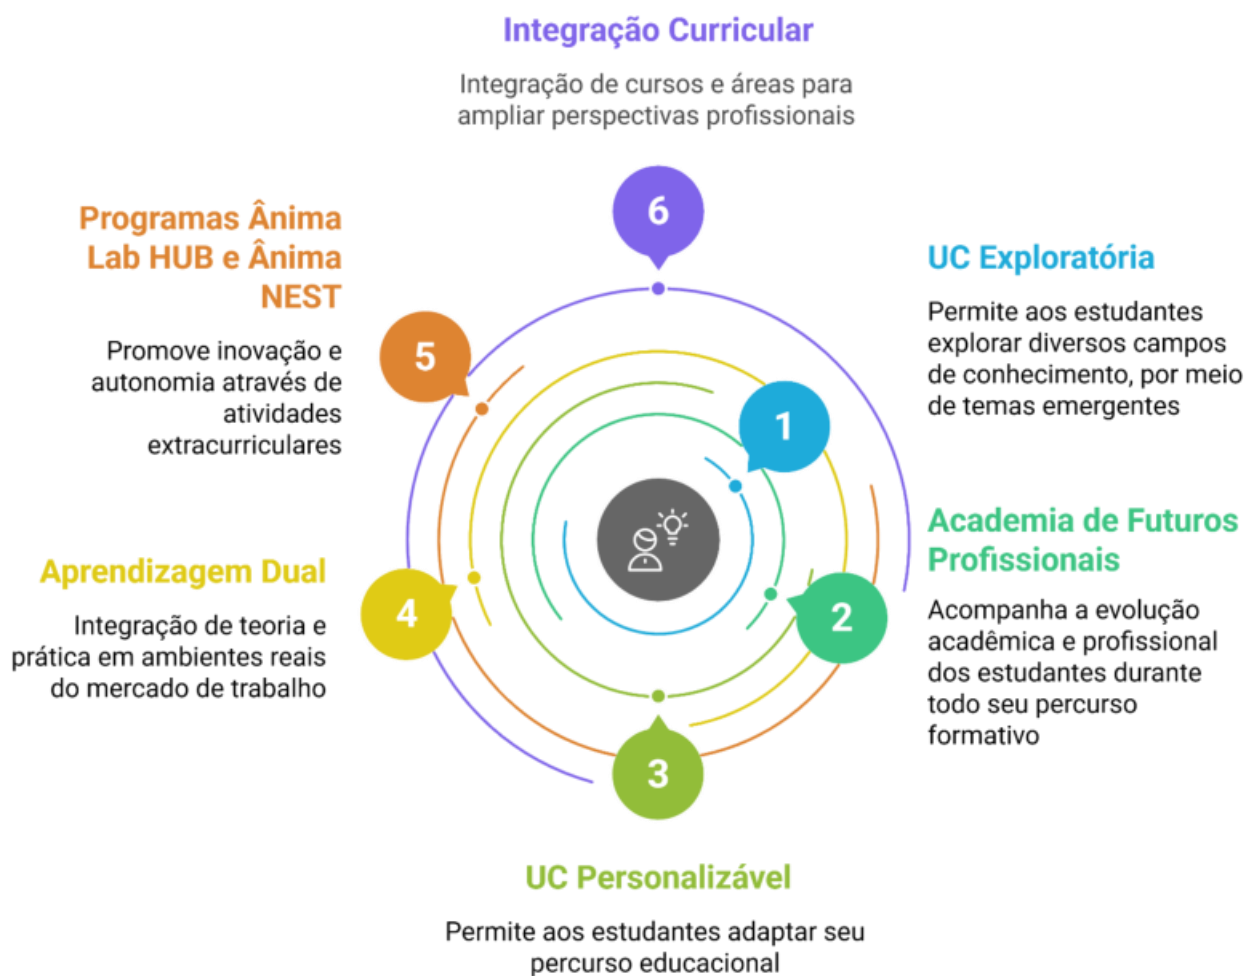 Integração Curricular
Integração de cursos e áreas para
ampliar perspectivas profissionais
6
Programas Ânima
Lab HUB e Ânima
NEST
Promove inovação e
autonomia através de
atividades
extracurriculares
5
UC Exploratória
Permite aos estudantes
explorar diversos campos
de conhecimento, por meio
de temas emergentes
1
Academia de Futuros
Profissionais
Acompanha a evolução
acadêmica e profissional
dos estudantes durante
todo seu percurso
formativo
2
Aprendizagem Dual
Integração de teoria e
prática em ambientes reais
do mercado de trabalho
4
3
UC Personalizável
Permite aos estudantes adaptar seu
percurso educacional